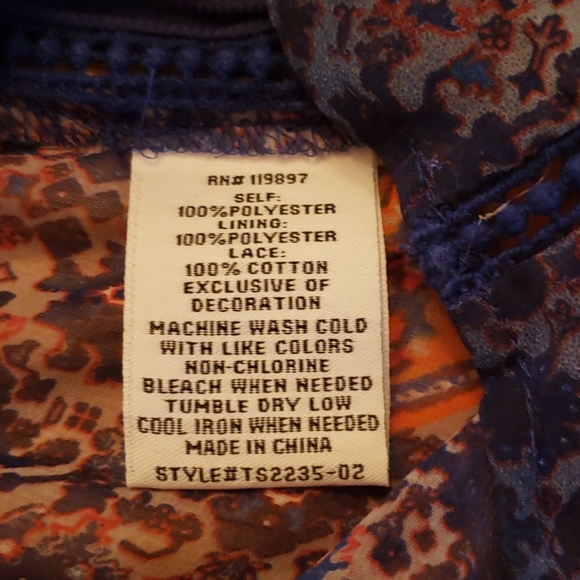 RN# 119897
SELF:
100%POLYESTER
LINING:
100%POLYESTER
LACE:
100% COTTON
EXCLUSIVE OF
DECORATION
MACHINE WASH COLD
WITH LIKE COLORS
NON-CHLORINE
BLEACH WHEN NEEDED
TUMBLE DRY LOW
COOL IRON WHEN NEEDED
MADE IN CHINA
STYLE#TS2235-02